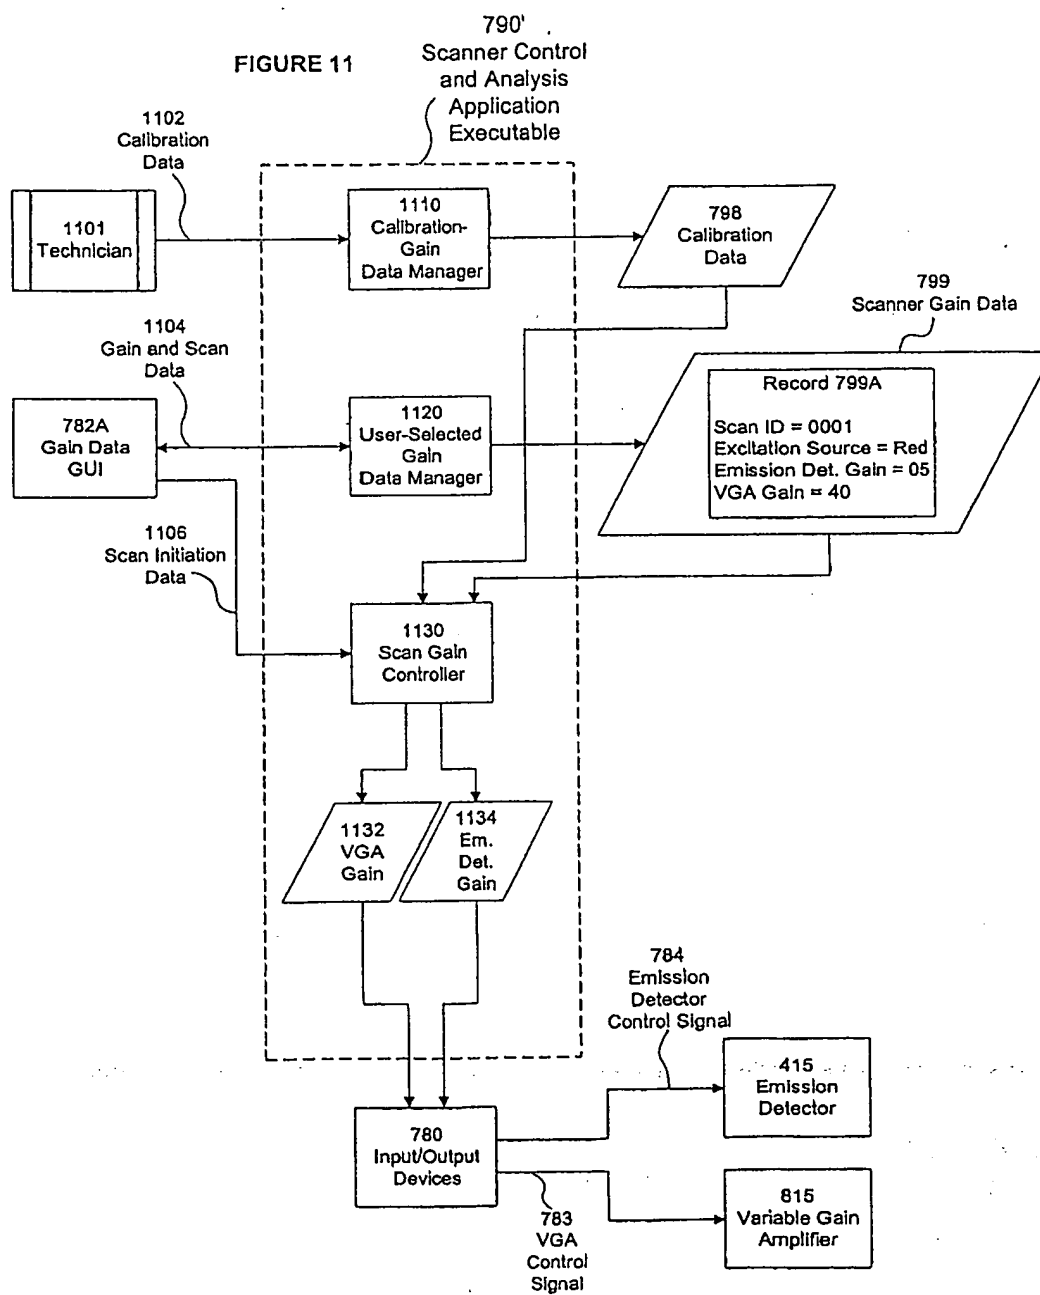 FIGURE 11
790'
Scanner Control
and Analysis
Application
Executable
1102
Calibration
Data
1101
Technician
1110
Calibration-
Gain
Data Manager
798
Calibration
Data
799
Scanner Gain Data
1104
Gain and Scan
Data
782A
Gain Data
GUI
1120
User-Selected
Gain
Data Manager
Record 799A
Scan ID = 0001
Excitation Source = Red
Emission Det. Gain = 05
VGA Gain = 40
1106
Scan Initiation
Data
1130
Scan Gain
Controller
1132
VGA
Gain
1134
Em.
Det.
Gain
784
Emission
Detector
Control Signal
415
Emission
Detector
780
Input/Output
Devices
783
VGA
Control
Signal
815
Variable Gain
Amplifier